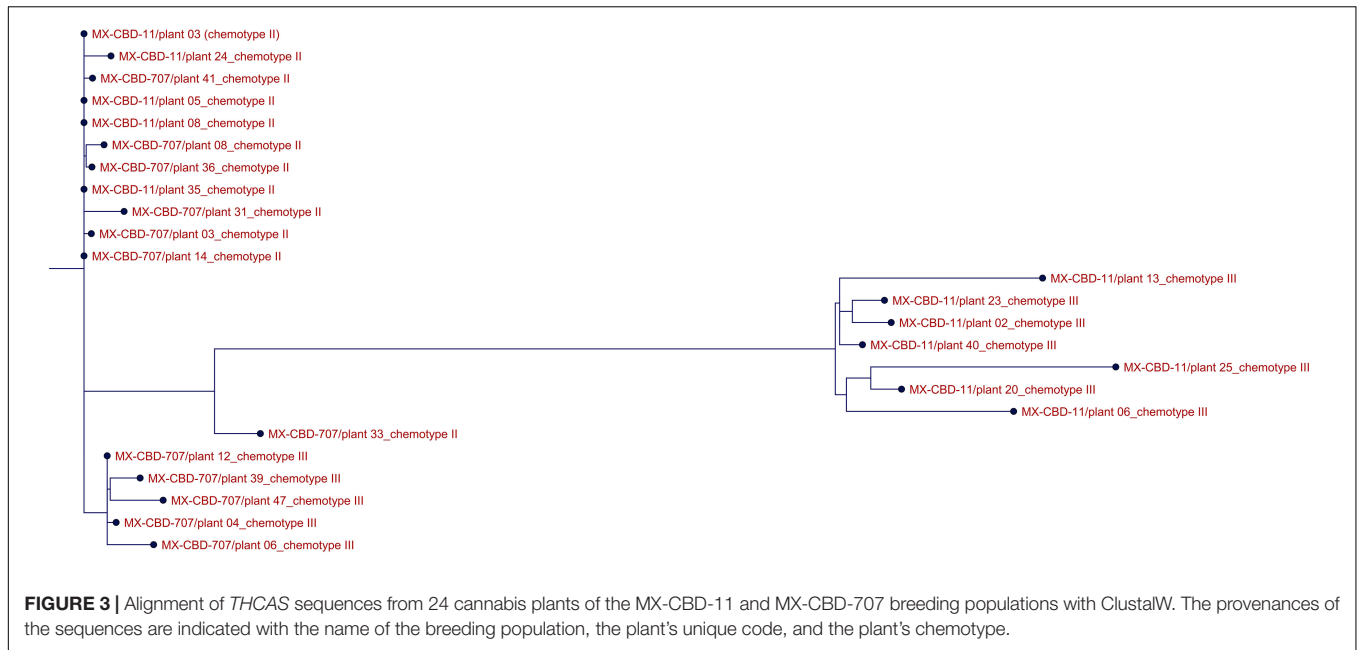 MX-CBD-11/plant 03 (chemotype II)
MX-CBD-11/plant 24_chemotype II
MX-CBD-707/plant 41_chemotype II
MX-CBD-11/plant 05_chemotype II
MX-CBD-11/plant 08_chemotype II
MX-CBD-707/plant 08_chemotype II
MX-CBD-707/plant 36_chemotype II
MX-CBD-11/plant 35_chemotype II
MX-CBD-707/plant 31_chemotype II
MX-CBD-707/plant 03_chemotype II
MX-CBD-707/plant 14_chemotype II
MX-CBD-11/plant 13_chemotype III
MX-CBD-11/plant 23_chemotype III
MX-CBD-11/plant 02_chemotype III
MX-CBD-11/plant 40_chemotype III
MX-CBD-11/plant 25_chemotype III
MX-CBD-11/plant 20_chemotype III
MX-CBD-11/plant 06_chemotype III
MX-CBD-707/plant 33_chemotype II
MX-CBD-707/plant 12_chemotype III
MX-CBD-707/plant 39_chemotype III
MX-CBD-707/plant 47_chemotype III
MX-CBD-707/plant 04_chemotype III
MX-CBD-707/plant 06_chemotype III
FIGURE 3 | Alignment of THCAS sequences from 24 cannabis plants of the MX-CBD-11 and MX-CBD-707 breeding populations with ClustalW. The provenances of
the sequences are indicated with the name of the breeding population, the plant's unique code, and the plant's chemotype.